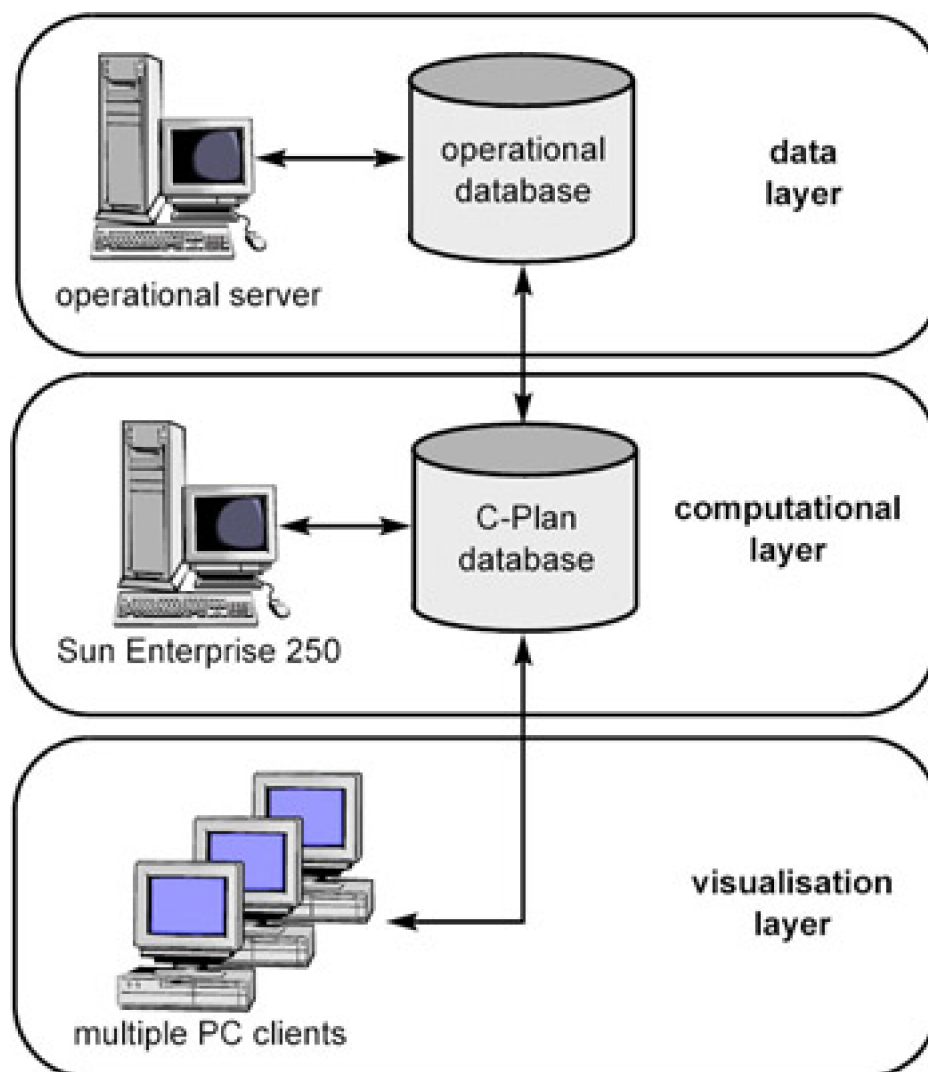 operational
database
data
layer
operational server
C-Plan
database
computational
layer
Sun Enterprise 250
visualisation
layer
multiple PC clients